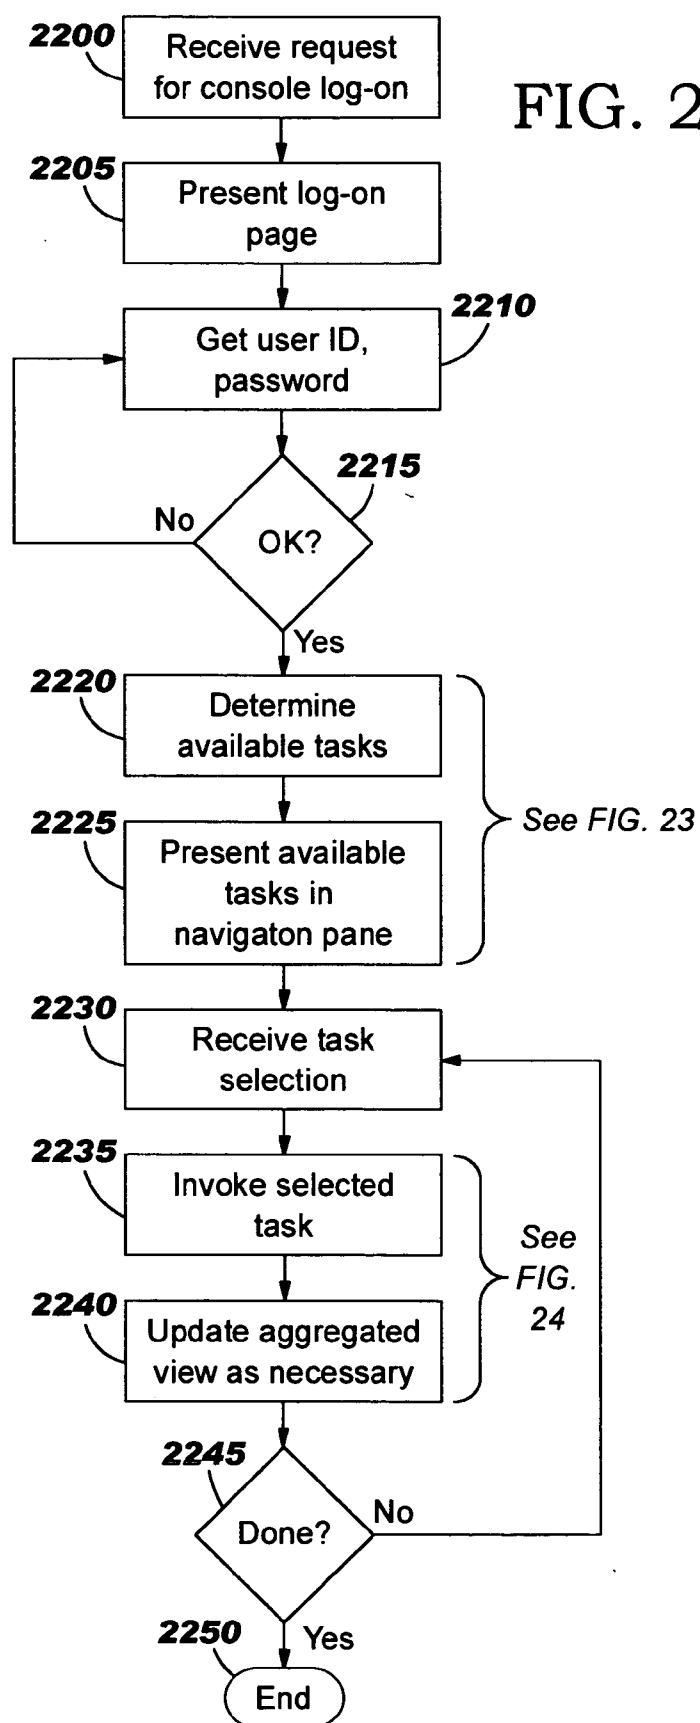 2200
Receive request
for console log-on
FIG. 2
2205
Present log-on
page
2210
Get user ID,
password
2215
No
OK?
Yes
2220
Determine
available tasks
2225
Present available
tasks in
navigaton pane
See FIG. 23
2230
Receive task
selection
2235
Invoke selected
task
See
FIG.
24
2240
Update aggregated
view as necessary
2245
Done?
No
2250
Yes
End